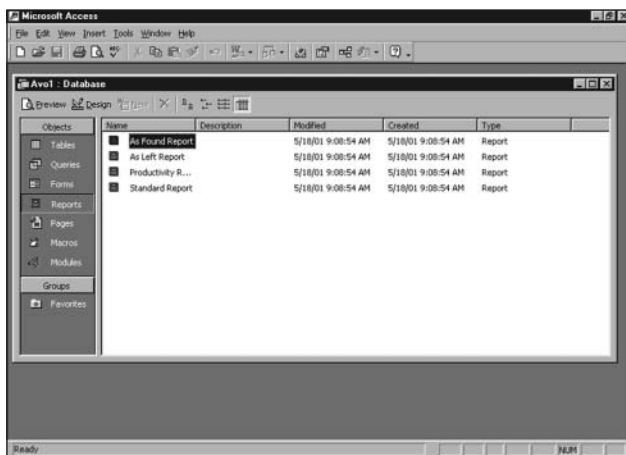 Microsoft Access
File Edit View Insert Tools Window Help
Avo1 : Database
Preview Design New
Objects
Name Description Modified Created Type
Tables
As Found Report 5/18/01 9:08:54 AM 5/18/01 9:08:54 AM Report
Queries
As Left Report 5/18/01 9:08:54 AM 5/18/01 9:08:54 AM Report
Forms
Productivity R... 5/18/01 9:08:54 AM 5/18/01 9:08:54 AM Report
Reports
Standard Report 5/18/01 9:08:54 AM 5/18/01 9:08:54 AM Report
Pages
Macros
Modules
Groups
Favorites
Ready NUM